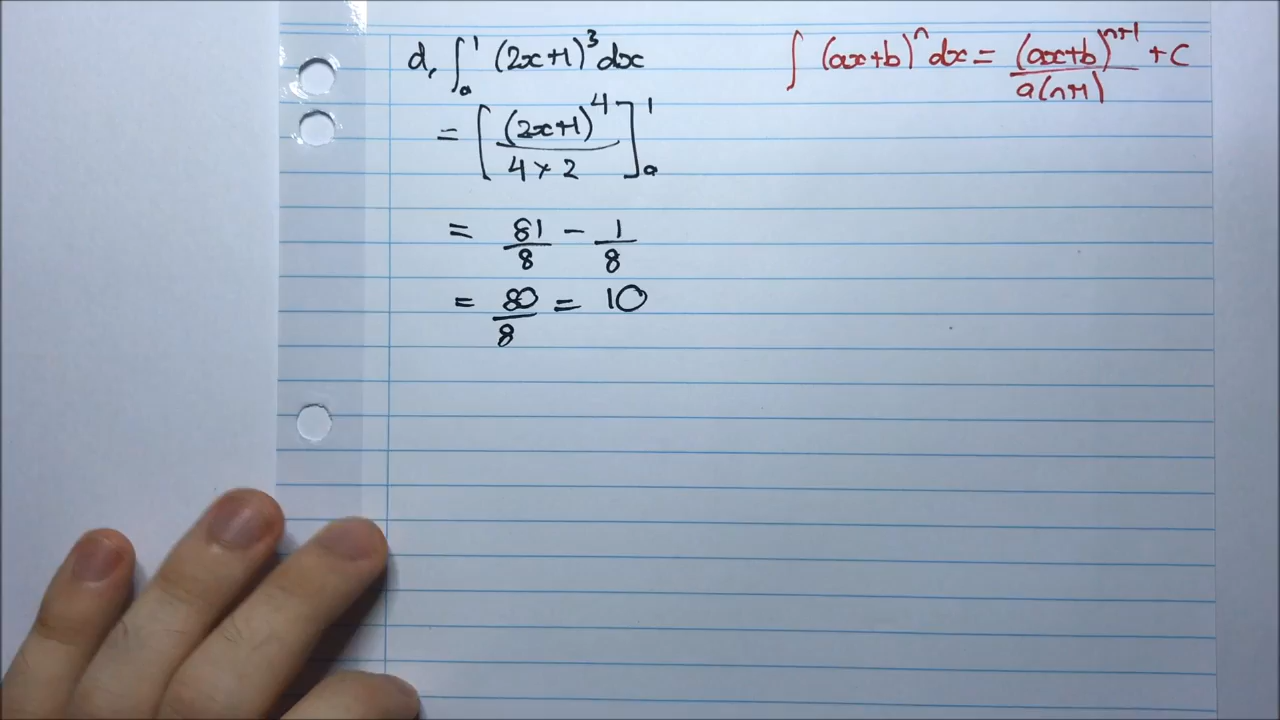 d, ∫₀¹ (2x+1)³ dx
∫ (ax+b)ⁿ dx = (ax+b)ⁿ⁺¹ / a(n+1) + C
= [ (2x+1)⁴ / 4 × 2 ]₀¹
= 81/8 − 1/8
= 80/8 = 10